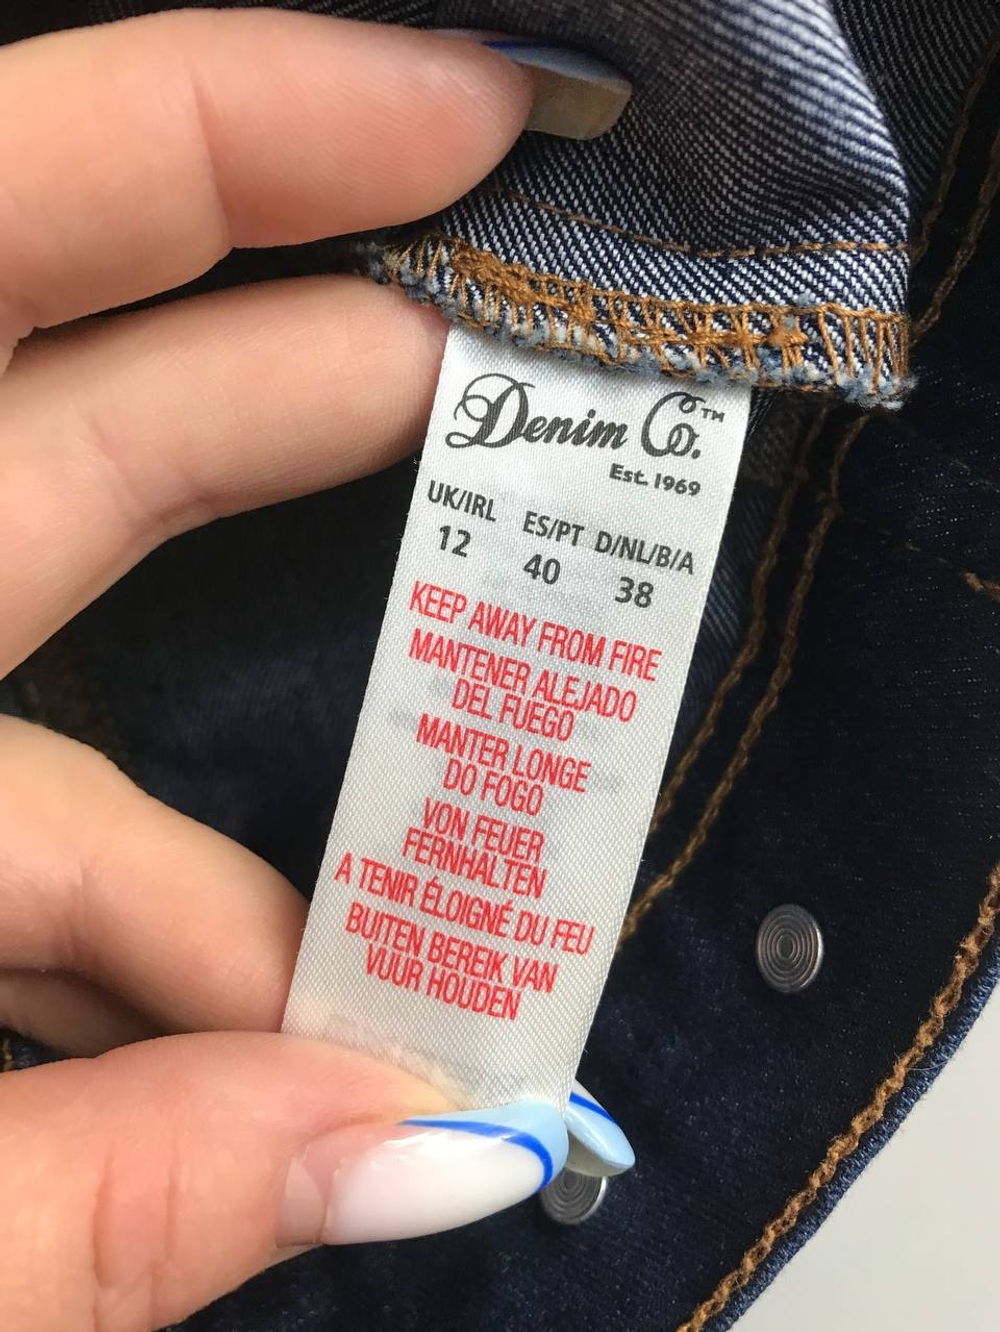 Denim Co.™
Est. 1969
UK/IRL ES/PT D/NL/B/A
12 40 38
KEEP AWAY FROM FIRE
MANTENER ALEJADO
DEL FUEGO
MANTER LONGE
DO FOGO
VON FEUER
FERNHALTEN
A TENIR ÉLOIGNÉ DU FEU
BUITEN BEREIK VAN
VUUR HOUDEN